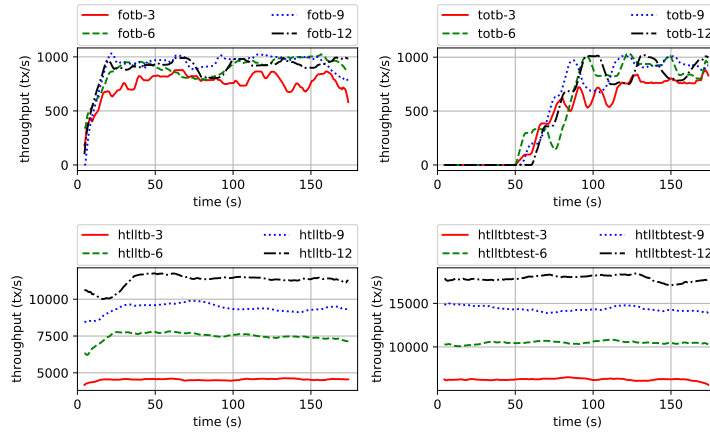 fotb-3 fotb-9
fotb-6 fotb-12
1000
500
0
throughput (tx/s)
0 50 100 150
time (s)
totb-3 totb-9
totb-6 totb-12
1000
500
0
throughput (tx/s)
0 50 100 150
time (s)
htlltb-3 htlltb-9
htlltb-6 htlltb-12
10000
7500
5000
throughput (tx/s)
0 50 100 150
time (s)
htlltbtest-3 htlltbtest-9
htlltbtest-6 htlltbtest-12
15000
10000
throughput (tx/s)
0 50 100 150
time (s)